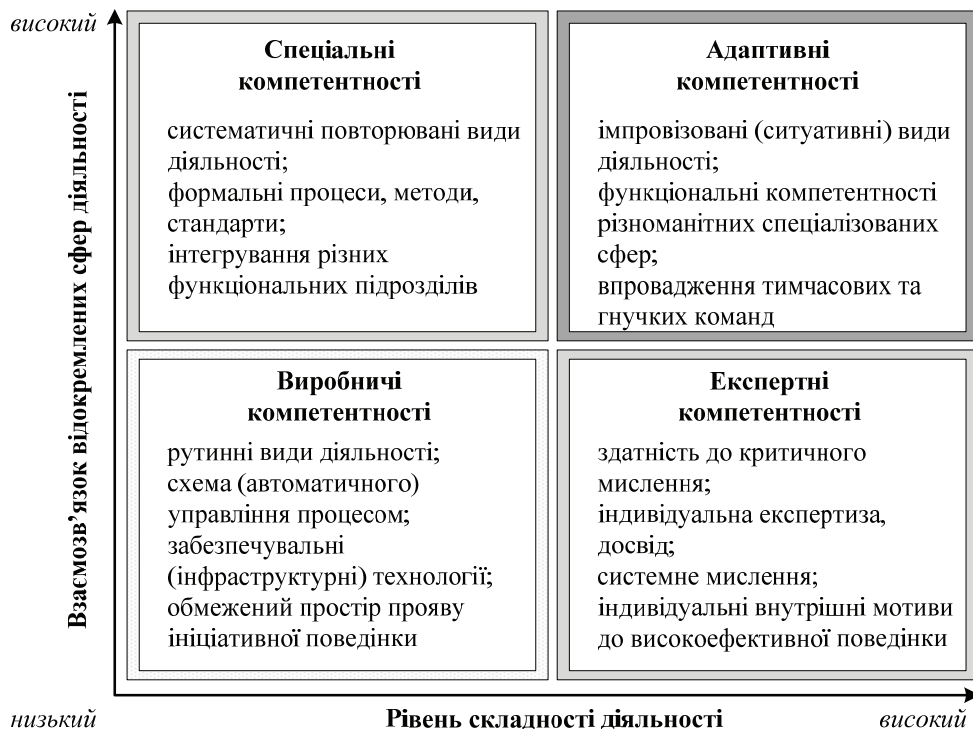 високий
Взаємозв’язок відокремлених сфер діяльності
Спеціальні
компетентності
систематичні повторювані види
діяльності;
формальні процеси, методи,
стандарти;
інтегрування різних
функціональних підрозділів
Адаптивні
компетентності
імпровізовані (ситуативні) види
діяльності;
функціональні компетентності
різноманітних спеціалізованих
сфер;
впровадження тимчасових та
гнучких команд
Виробничі
компетентності
рутинні види діяльності;
схема (автоматичного)
управління процесом;
забезпечувальні
(інфраструктурні) технології;
обмежений простір прояву
ініціативної поведінки
Експертні
компетентності
здатність до критичного
мислення;
індивідуальна експертиза,
досвід;
системне мислення;
індивідуальні внутрішні мотиви
до високоефективної поведінки
низький
Рівень складності діяльності
високий